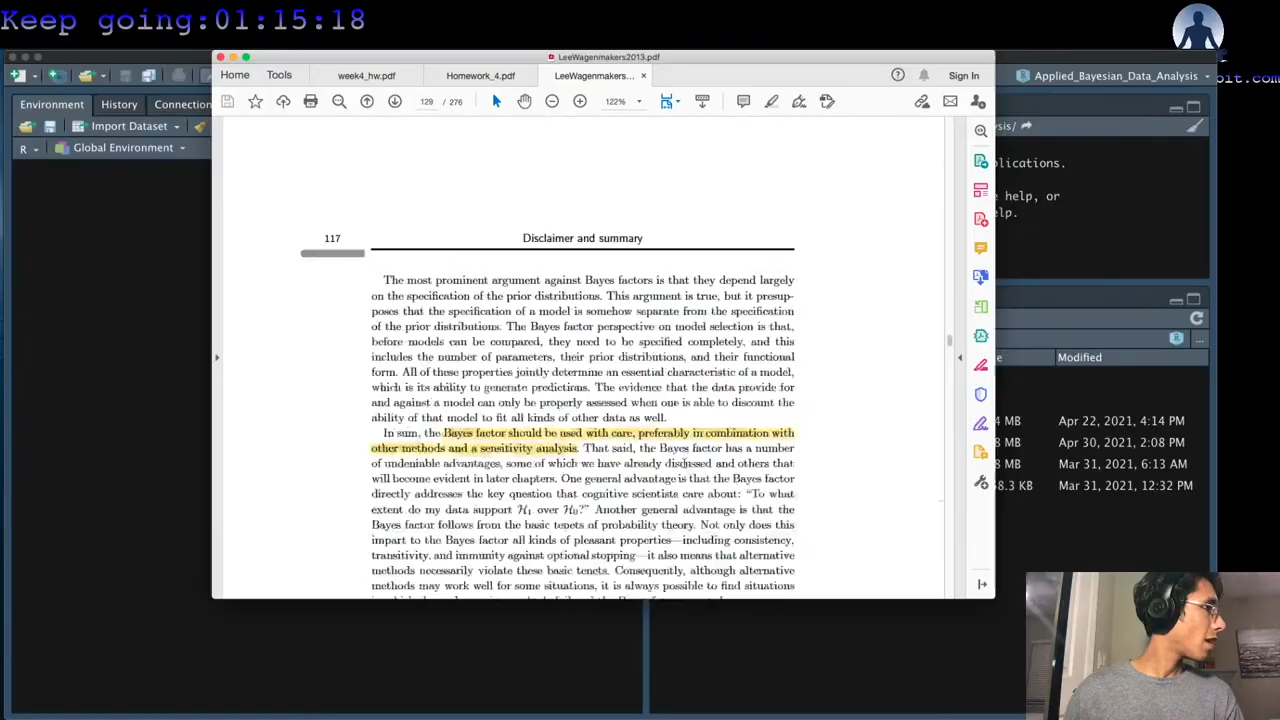 Keep going:01:15:18
LeeWagenmakers2013.pdf
Home Tools week4_hw.pdf Homework_4.pdf LeeWagenmakers... × Sign In
129 / 276 122%
Applied_Bayesian_Data_Analysis
oit.com
Environment History Connection
Import Dataset
R Global Environment
sis/
plications.
e help, or
lp.
117 Disclaimer and summary
The most prominent argument against Bayes factors is that they depend largely
on the specification of the prior distributions. This argument is true, but it presup-
poses that the specification of a model is somehow separate from the specification
of the prior distributions. The Bayes factor perspective on model selection is that,
before models can be compared, they need to be specified completely, and this
includes the number of parameters, their prior distributions, and their functional
form. All of these properties jointly determine an essential characteristic of a model,
which is its ability to generate predictions. The evidence that the data provide for
and against a model can only be properly assessed when one is able to discount the
ability of that model to fit all kinds of other data as well.
In sum, the Bayes factor should be used with care, preferably in combination with
other methods and a sensitivity analysis. That said, the Bayes factor has a number
of undeniable advantages, some of which we have already discussed and others that
will become evident in later chapters. One general advantage is that the Bayes factor
directly addresses the key question that cognitive scientists care about: “To what
extent do my data support H1 over H0?” Another general advantage is that the
Bayes factor follows from the basic tenets of probability theory. Not only does this
impart to the Bayes factor all kinds of pleasant properties—including consistency,
transitivity, and immunity against optional stopping—it also means that alternative
methods necessarily violate these basic tenets. Consequently, although alternative
methods may work well for some situations, it is always possible to find situations
e Modified
4 MB Apr 22, 2021, 4:13 PM
6 MB Apr 30, 2021, 2:08 PM
MB Mar 31, 2021, 6:13 AM
58.3 KB Mar 31, 2021, 12:32 PM